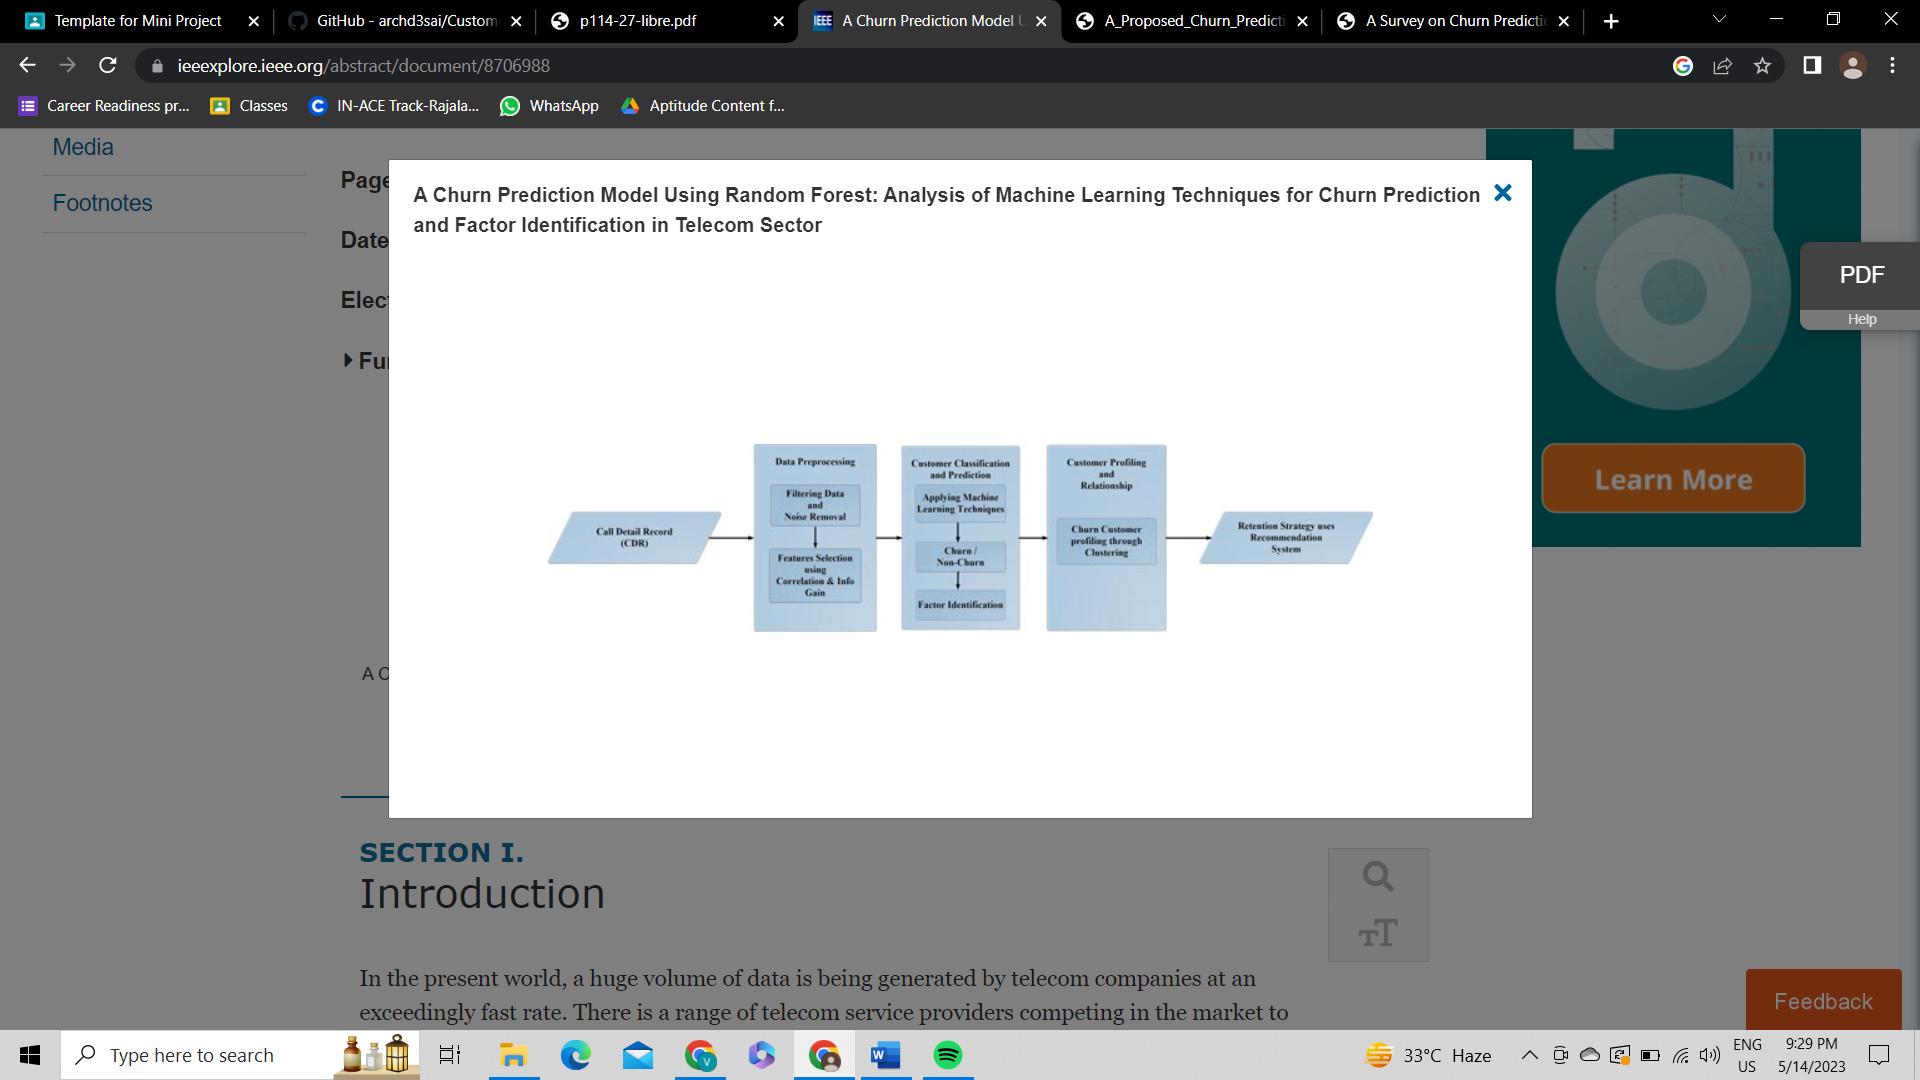 Template for Mini Project
GitHub - archd3sai/Custom
p114-27-libre.pdf
IEEE
A Churn Prediction Model U
A_Proposed_Churn_Predicti
A Survey on Churn Predictio
ieeexplore.ieee.org/abstract/document/8706988
Career Readiness pr...
Classes
IN-ACE Track-Rajala...
WhatsApp
Aptitude Content f...
Media
Footnotes
Page
Date
Elec
Fu
A C
A Churn Prediction Model Using Random Forest: Analysis of Machine Learning Techniques for Churn Prediction
and Factor Identification in Telecom Sector
Call Detail Record
(CDR)
Data Preprocessing
Filtering Data
and
Noise Removal
Features Selection
using
Correlation & Info
Gain
Customer Classification
and Prediction
Applying Machine
Learning Techniques
Churn /
Non-Churn
Factor Identification
Customer Profiling
and
Relationship
Churn Customer
profiling through
Clustering
Retention Strategy uses
Recommendation
System
PDF
Help
Learn More
SECTION I.
Introduction
In the present world, a huge volume of data is being generated by telecom companies at an
exceedingly fast rate. There is a range of telecom service providers competing in the market to
Feedback
Type here to search
33°C Haze
ENG
US
9:29 PM
5/14/2023